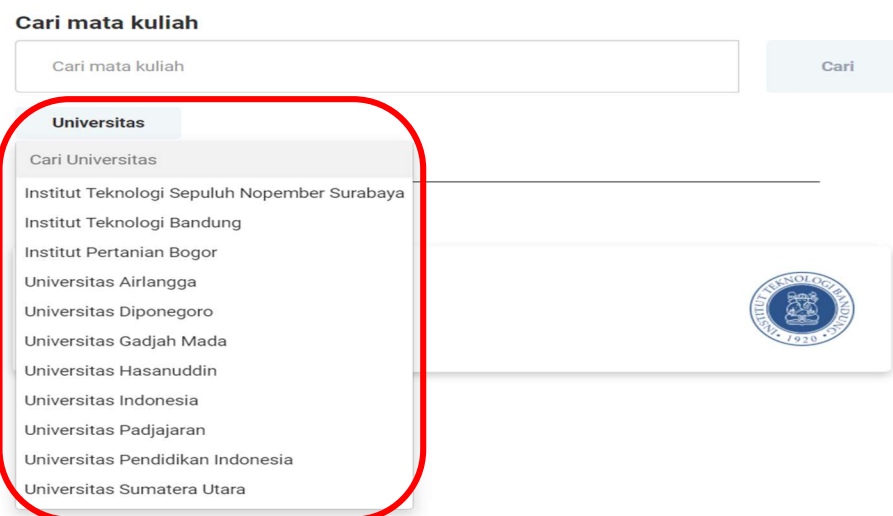 Cari mata kuliah
Cari mata kuliah
Cari
Universitas
Cari Universitas
Institut Teknologi Sepuluh Nopember Surabaya
Institut Teknologi Bandung
Institut Pertanian Bogor
Universitas Airlangga
Universitas Diponegoro
Universitas Gadjah Mada
Universitas Hasanuddin
Universitas Indonesia
Universitas Padjajaran
Universitas Pendidikan Indonesia
Universitas Sumatera Utara
INSTITUT TEKNOLOGI BANDUNG
1920